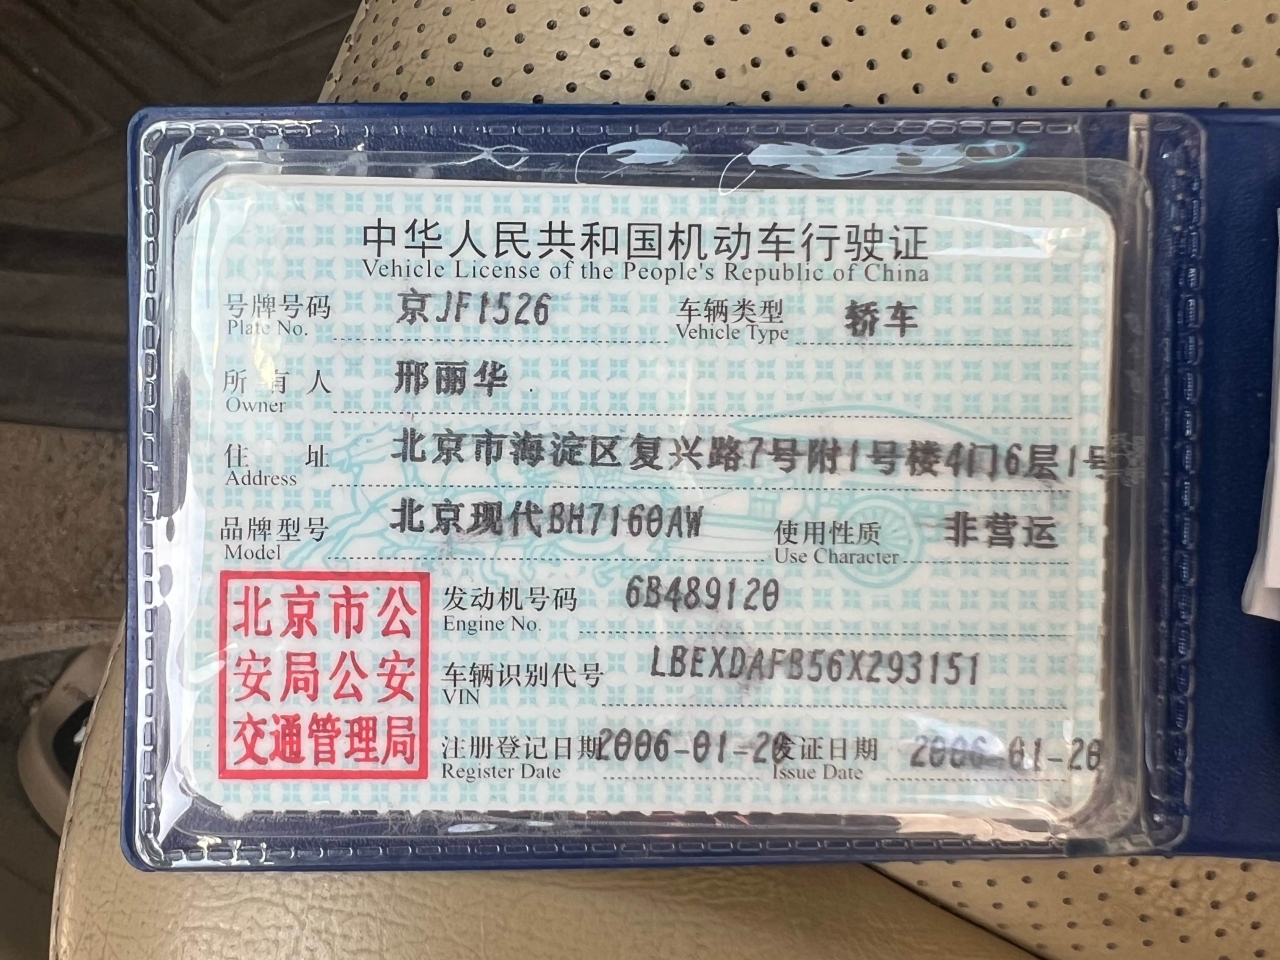 中华人民共和国机动车行驶证
Vehicle License of the People's Republic of China
号牌号码 京JF1526 车辆类型 轿车
Plate No. Vehicle Type
所有人 邢丽华
Owner
住址 北京市海淀区复兴路7号附1号楼4门6层1号
Address
品牌型号 北京现代BH7160AW 使用性质 非营运
Model Use Character
北京市公
安局公安
交通管理局
发动机号码 6B489120
Engine No.
车辆识别代号 LBEXDAFB56X293151
VIN
注册登记日期 2006-01-20 发证日期 2006-01-20
Register Date Issue Date